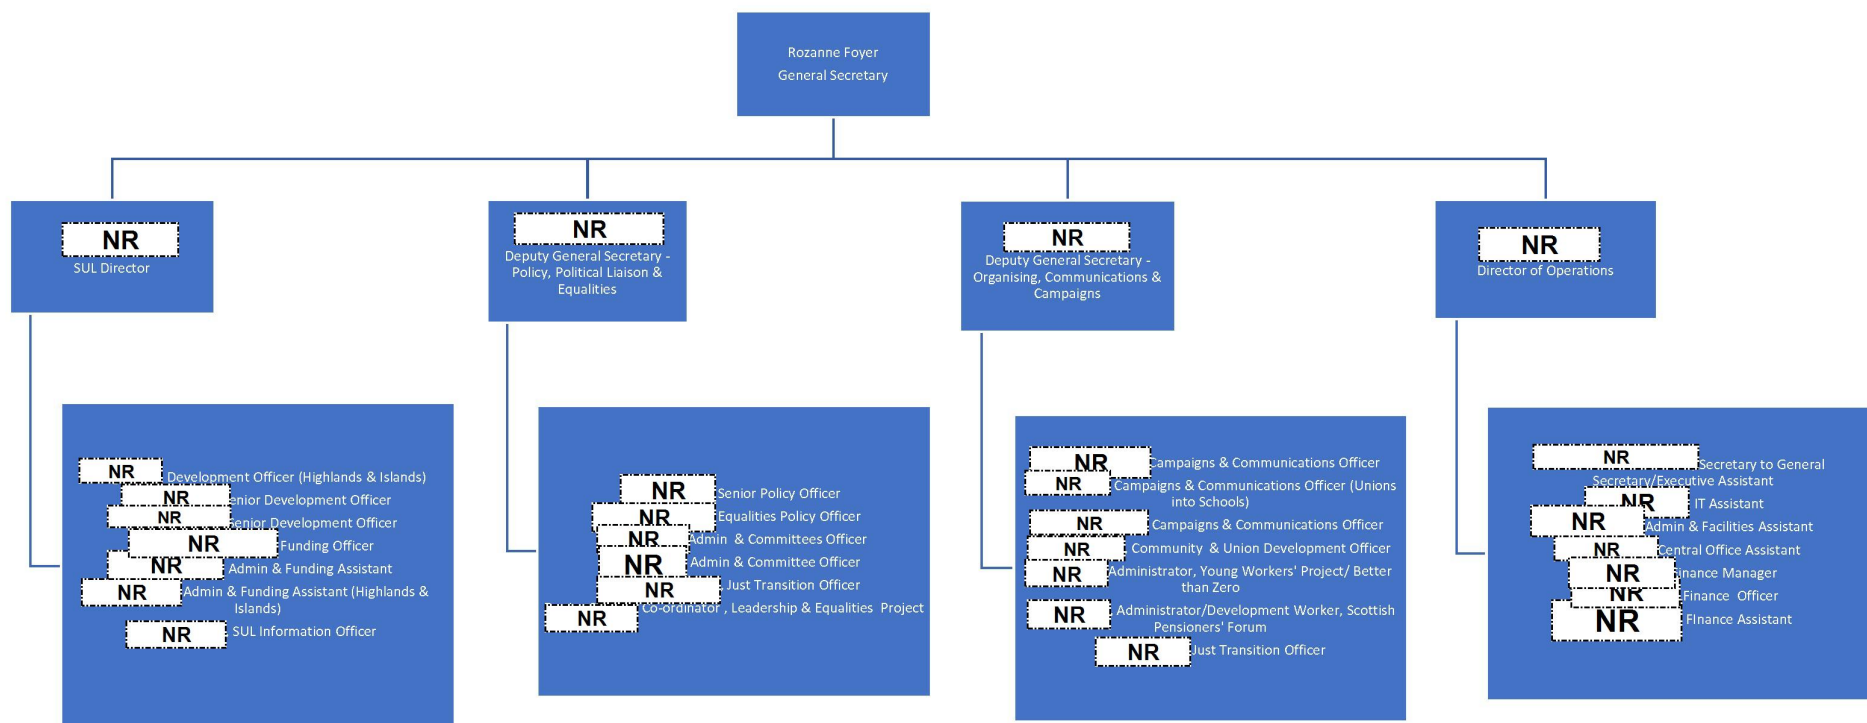 Rozanne Foyer
General Secretary
NR
SUL Director
NR
Deputy General Secretary -
Policy, Political Liaison &
Equalities
NR
Deputy General Secretary -
Organising, Communications &
Campaigns
NR
Director of Operations
NR Development Officer (Highlands & Islands)
NR enior Development Officer
NR Senior Development Officer
NR Funding Officer
NR Admin & Funding Assistant
NR Admin & Funding Assistant (Highlands &
Islands)
NR SUL Information Officer
NR Senior Policy Officer
NR Equalities Policy Officer
NR Admin & Committees Officer
NR Admin & Committee Officer
NR Just Transition Officer
NR Co-ordinator , Leadership & Equalities Project
NR Campaigns & Communications Officer
NR Campaigns & Communications Officer (Unions
into Schools)
NR Campaigns & Communications Officer
NR Community & Union Development Officer
NR Administrator, Young Workers' Project/ Better
than Zero
NR Administrator/Development Worker, Scottish
Pensioners' Forum
NR Just Transition Officer
NR Secretary to General
Secretary/Executive Assistant
NR IT Assistant
NR Admin & Facilities Assistant
NR Central Office Assistant
NR inance Manager
NR Finance Officer
NR FInance Assistant